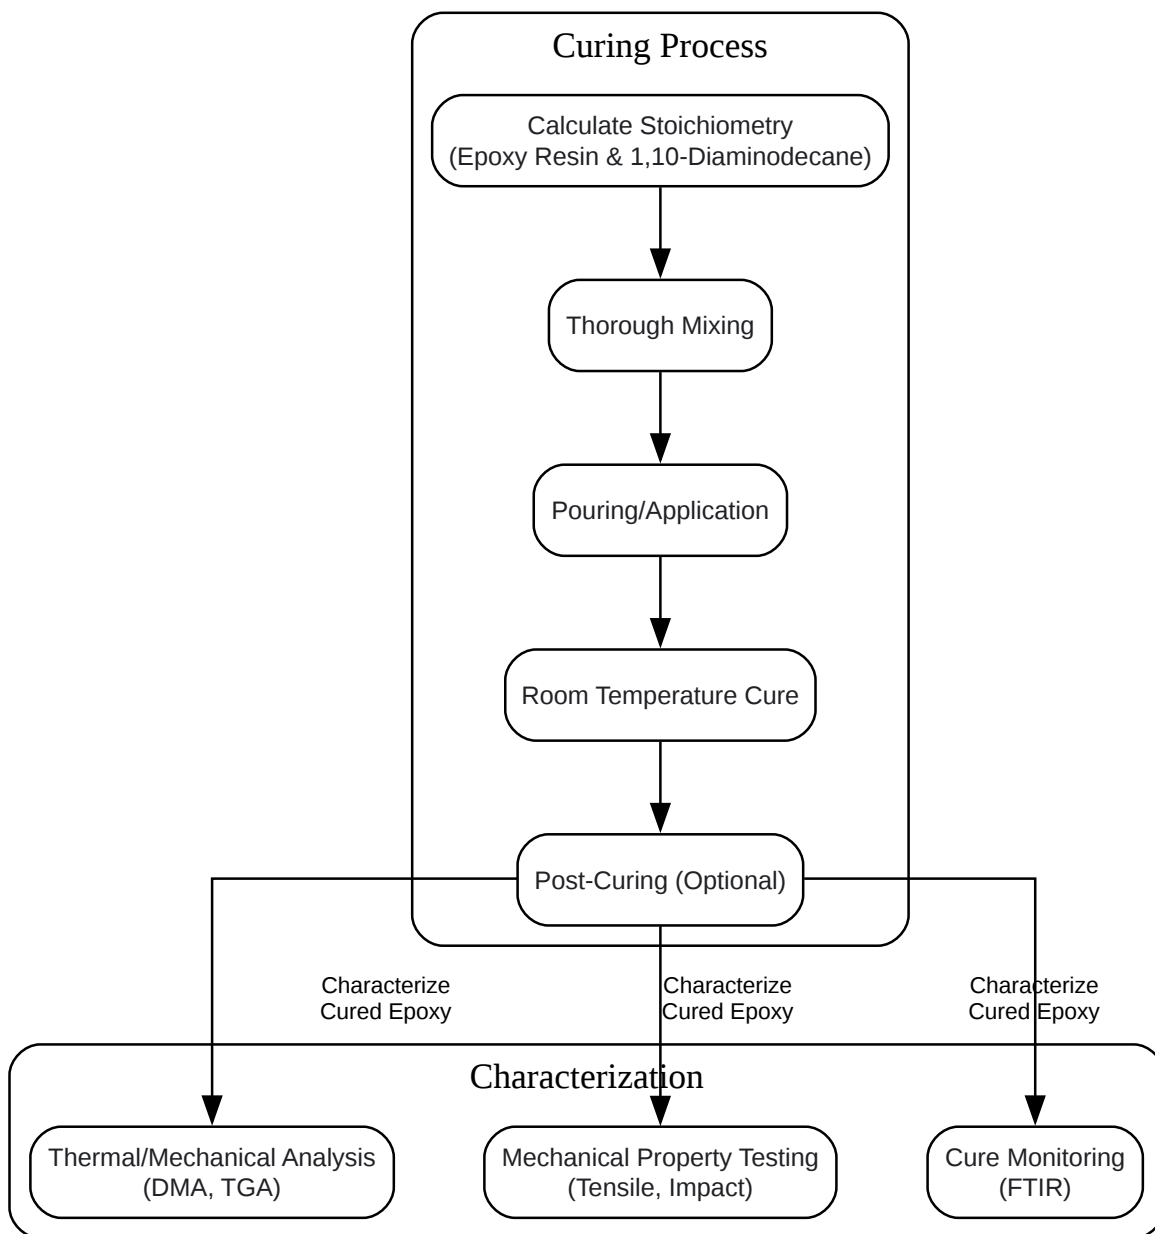 Curing Process
Calculate Stoichiometry
(Epoxy Resin & 1,10-Diaminodecane)
Thorough Mixing
Pouring/Application
Room Temperature Cure
Post-Curing (Optional)
Characterize
Cured Epoxy
Characterize
Cured Epoxy
Characterize
Cured Epoxy
Characterization
Thermal/Mechanical Analysis
(DMA, TGA)
Mechanical Property Testing
(Tensile, Impact)
Cure Monitoring
(FTIR)